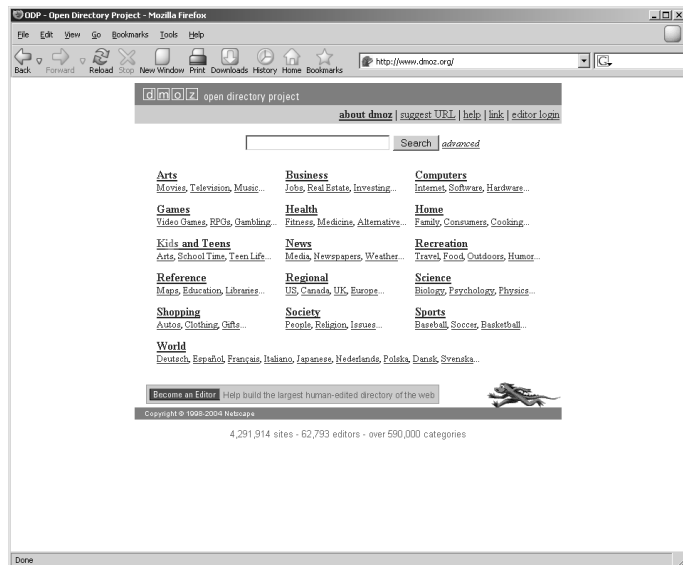 ODP - Open Directory Project - Mozilla Firefox
File Edit View Go Bookmarks Tools Help
Back Forward Reload Stop New Window Print Downloads History Home Bookmarks http://www.dmoz.org/ G
dmoz open directory project
about dmoz | suggest URL | help | link | editor login
Search advanced
Arts Business Computers
Movies, Television, Music... Jobs, Real Estate, Investing... Internet, Software, Hardware...
Games Health Home
Video Games, RPGs, Gambling... Fitness, Medicine, Alternative... Family, Consumers, Cooking...
Kids and Teens News Recreation
Arts, School Time, Teen Life... Media, Newspapers, Weather... Travel, Food, Outdoors, Humor...
Reference Regional Science
Maps, Education, Libraries... US, Canada, UK, Europe... Biology, Psychology, Physics...
Shopping Society Sports
Autos, Clothing, Gifts... People, Religion, Issues... Baseball, Soccer, Basketball...
World
Deutsch, Español, Français, Italiano, Japanese, Nederlands, Polska, Dansk, Svenska...
Become an Editor Help build the largest human-edited directory of the web
Copyright © 1998-2004 Netscape
4,291,914 sites - 62,793 editors - over 590,000 categories
Done